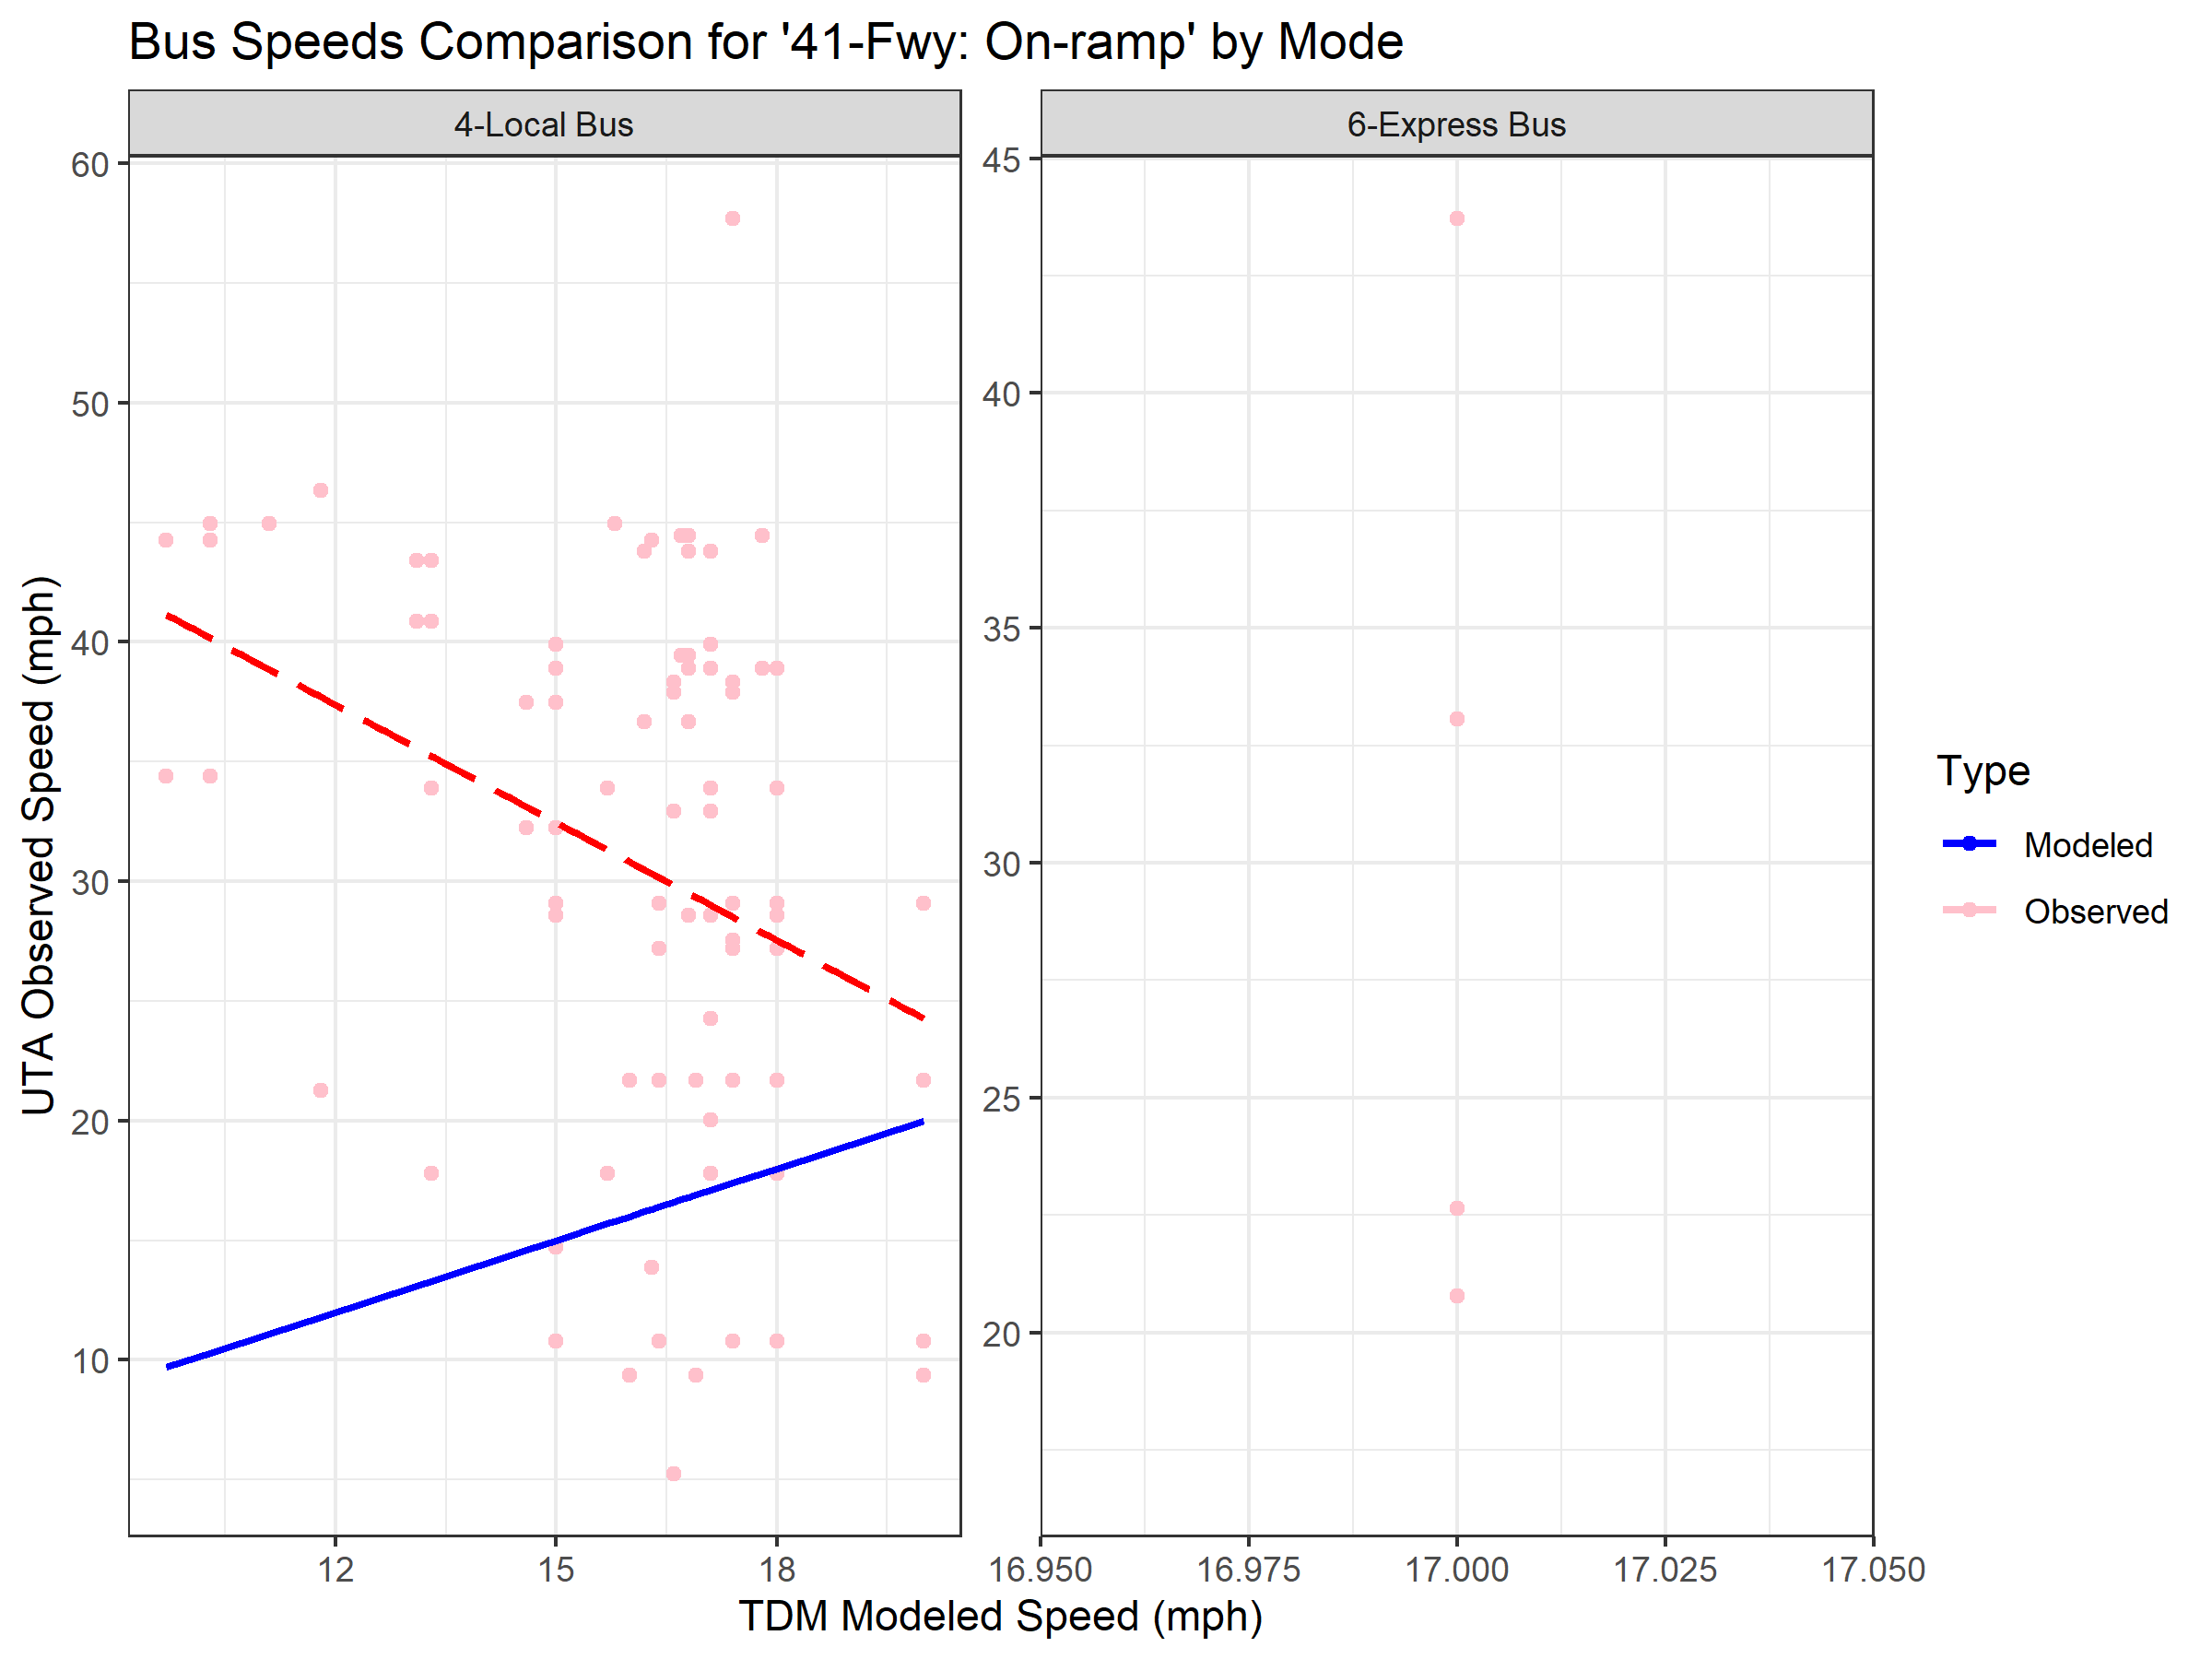 Bus Speeds Comparison for '41-Fwy: On-ramp' by Mode
4-Local Bus
6-Express Bus
UTA Observed Speed (mph)
60
50
40
30
20
10
45
40
35
30
25
20
12
15
18
16.950
16.975
17.000
17.025
17.050
TDM Modeled Speed (mph)
Type
Modeled
Observed